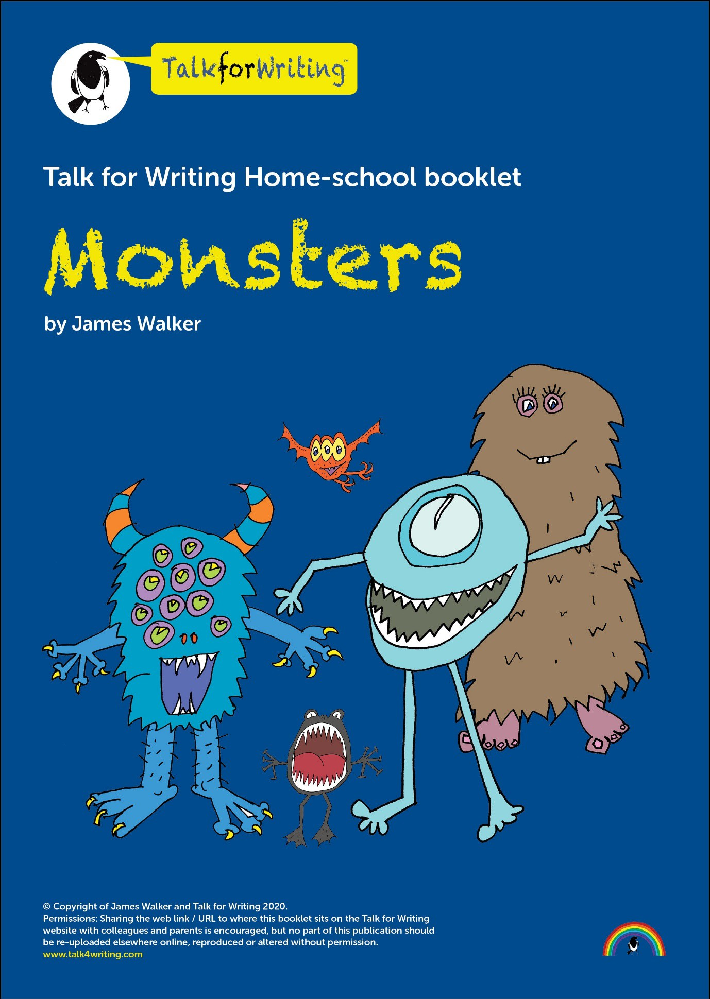 TalkforWriting™
Talk for Writing Home-school booklet
Monsters
by James Walker
© Copyright of James Walker and Talk for Writing 2020.
Permissions: Sharing the web link / URL to where this booklet sits on the Talk for Writing
website with colleagues and parents is encouraged, but no part of this publication should
be re-uploaded elsewhere online, reproduced or altered without permission.
www.talk4writing.com